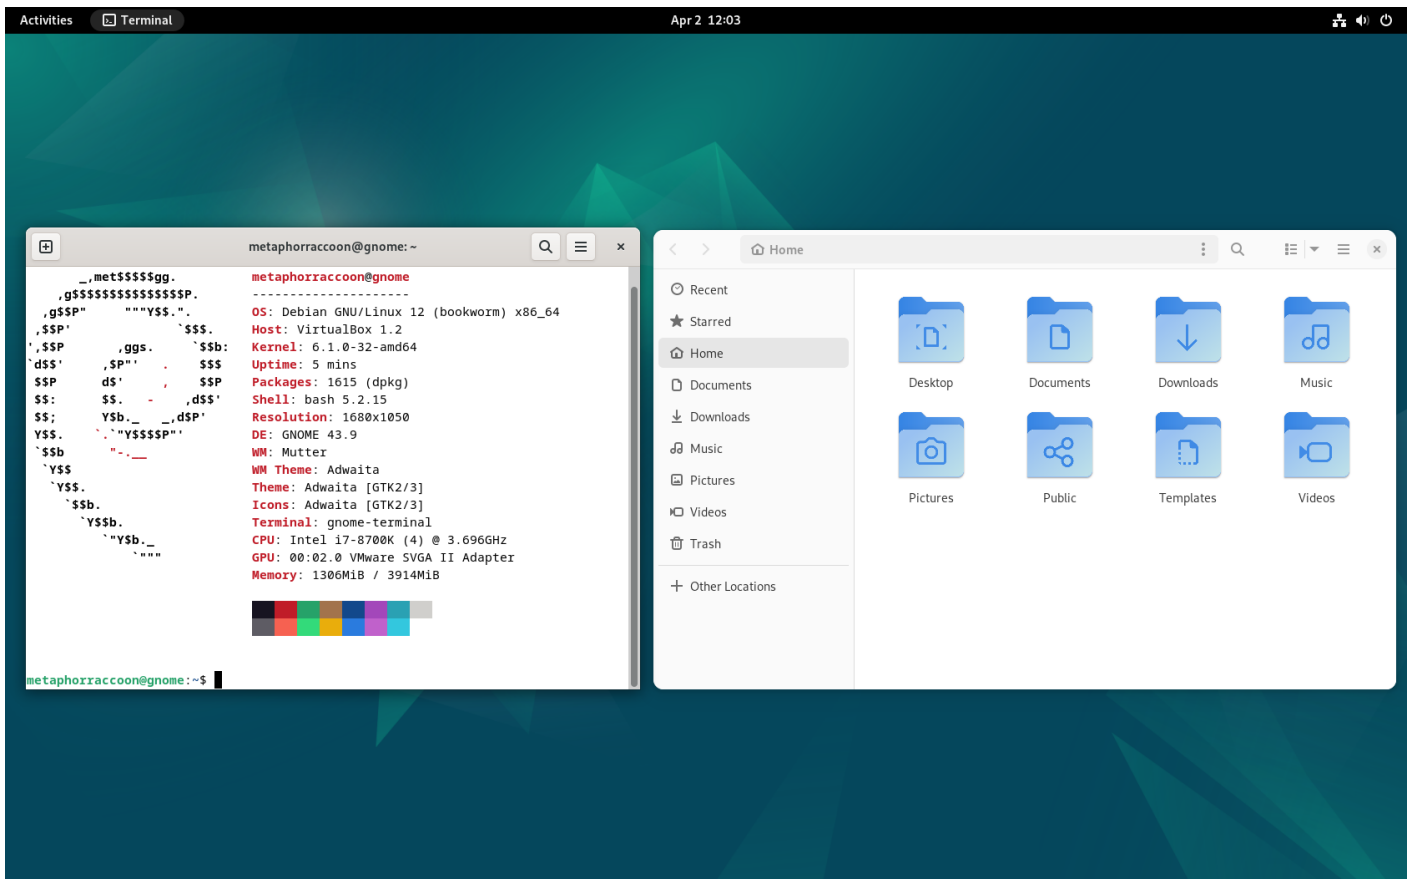 Activities
Terminal
Apr 2 12:03
metaphorraccoon@gnome: ~
       _,met$$$$$gg.
    ,g$$$$$$$$$$$$$$$P.
  ,g$$P"     """Y$$.".
 ,$$P'              `$$$.
',$$P       ,ggs.     `$$b:
`d$$'     ,$P"'   .    $$$
 $$P      d$'     ,    $$P
 $$:      $$.   -    ,d$$'
 $$;      Y$b._   _,d$P'
 Y$$.    `.`"Y$$$$P"'
 `$$b      "-.__
  `Y$$
   `Y$$.
     `$$b.
       `Y$$b.
          `"Y$b._
              `"""
metaphorraccoon@gnome
---------------------
OS: Debian GNU/Linux 12 (bookworm) x86_64
Host: VirtualBox 1.2
Kernel: 6.1.0-32-amd64
Uptime: 5 mins
Packages: 1615 (dpkg)
Shell: bash 5.2.15
Resolution: 1680x1050
DE: GNOME 43.9
WM: Mutter
WM Theme: Adwaita
Theme: Adwaita [GTK2/3]
Icons: Adwaita [GTK2/3]
Terminal: gnome-terminal
CPU: Intel i7-8700K (4) @ 3.696GHz
GPU: 00:02.0 VMware SVGA II Adapter
Memory: 1306MiB / 3914MiB
metaphorraccoon@gnome:~$
Home
Recent
Starred
Home
Documents
Downloads
Music
Pictures
Videos
Trash
Other Locations
Desktop
Documents
Downloads
Music
Pictures
Public
Templates
Videos